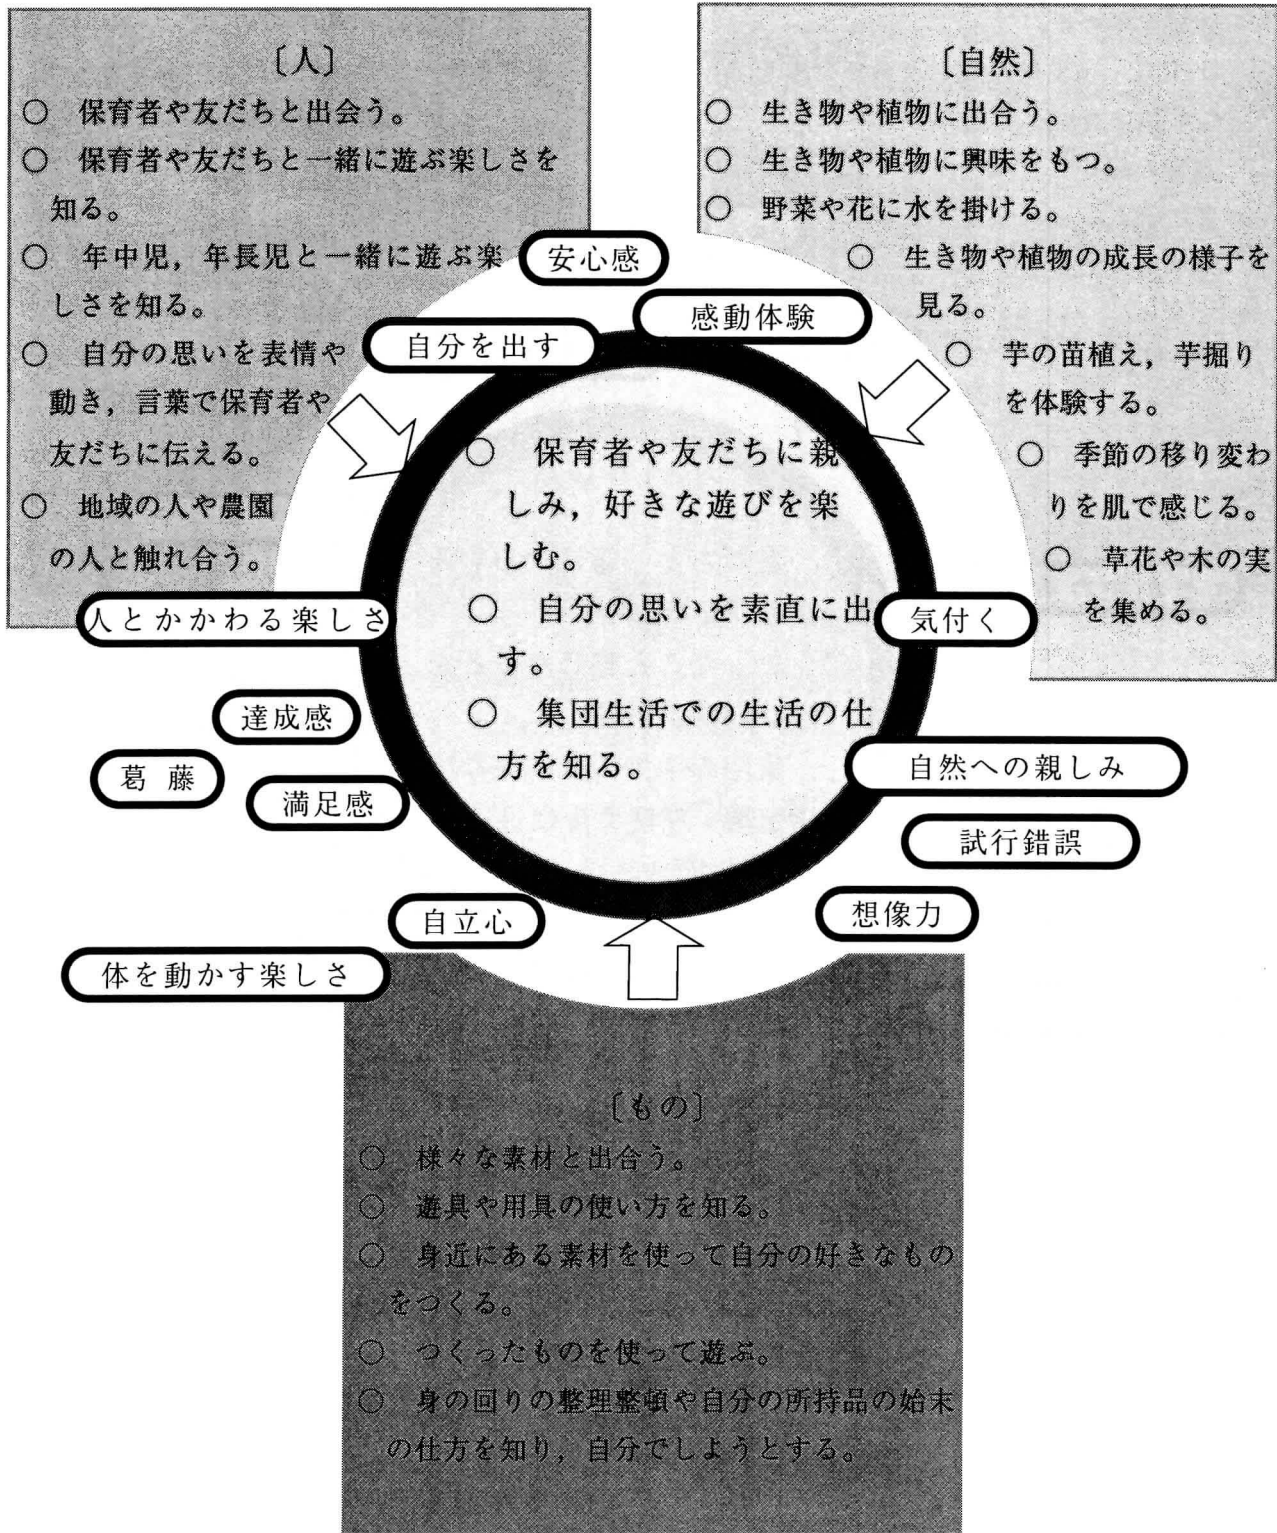 〔人〕
○　保育者や友だちと出会う。
○　保育者や友だちと一緒に遊ぶ楽しさを
知る。
○　年中児，年長児と一緒に遊ぶ楽
しさを知る。
○　自分の思いを表情や
動き，言葉で保育者や
友だちに伝える。
○　地域の人や農園
の人と触れ合う。
〔自然〕
○　生き物や植物に出合う。
○　生き物や植物に興味をもつ。
○　野菜や花に水を掛ける。
○　生き物や植物の成長の様子を
見る。
○　芋の苗植え，芋掘り
を体験する。
○　季節の移り変わ
りを肌で感じる。
○　草花や木の実
を集める。
安心感
感動体験
自分を出す
○　保育者や友だちに親
しみ，好きな遊びを楽
しむ。
○　自分の思いを素直に出
す。
○　集団生活での生活の仕
方を知る。
人とかかわる楽しさ
気付く
達成感
葛 藤
満足感
自然への親しみ
試行錯誤
自立心
想像力
体を動かす楽しさ
〔もの〕
○　様々な素材と出合う。
○　遊具や用具の使い方を知る。
○　身近にある素材を使って自分の好きなもの
をつくる。
○　つくったものを使って遊ぶ。
○　身の回りの整理整頓や自分の所持品の始末
の仕方を知り，自分でしようとする。